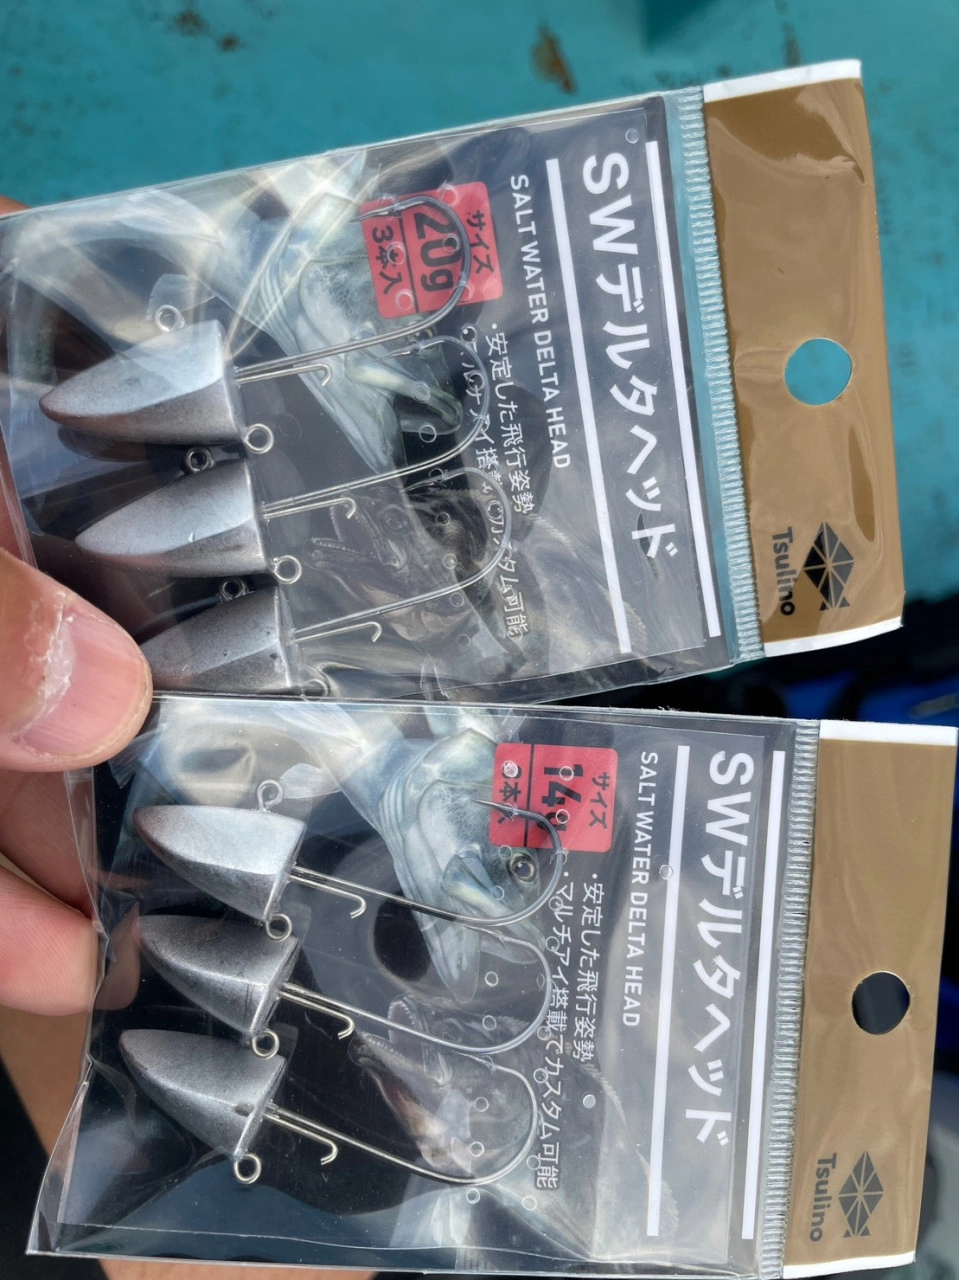 Tsulino
SWデルタヘッド
SALT WATER DELTA HEAD
サイズ
20g
3本入
・安定した飛行姿勢
Tsulino
SWデルタヘッド
SALT WATER DELTA HEAD
サイズ
14g
本入
・安定した飛行姿勢
・マルチアイ搭載でカスタム可能